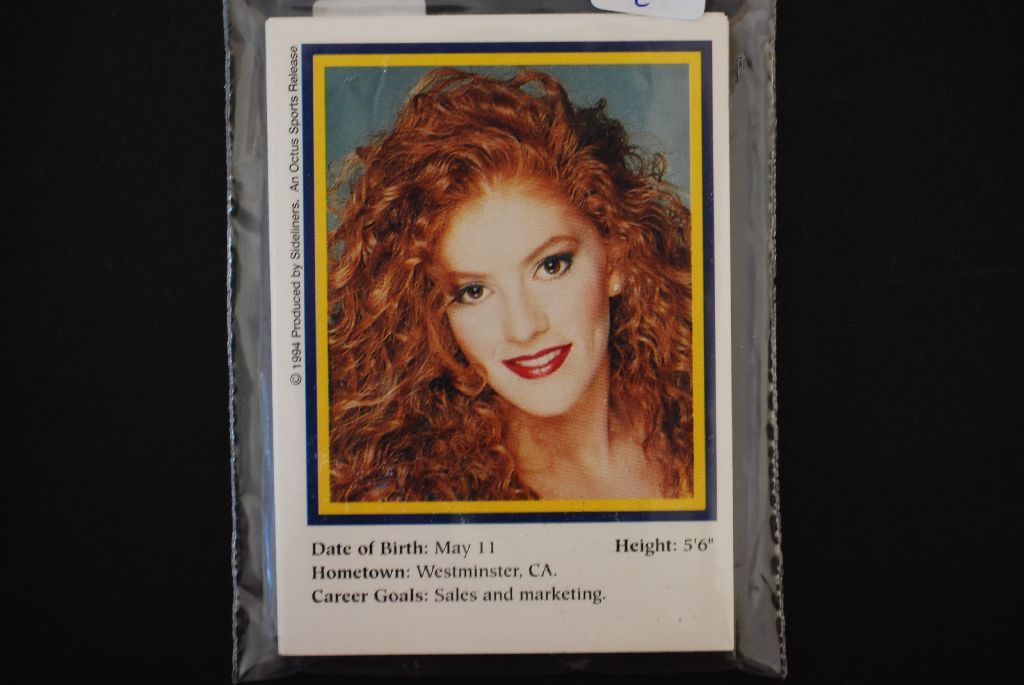 © 1994 Produced by Sideliners. An Octus Sports Release
Date of Birth: May 11 Height: 5'6"
Hometown: Westminster, CA.
Career Goals: Sales and marketing.